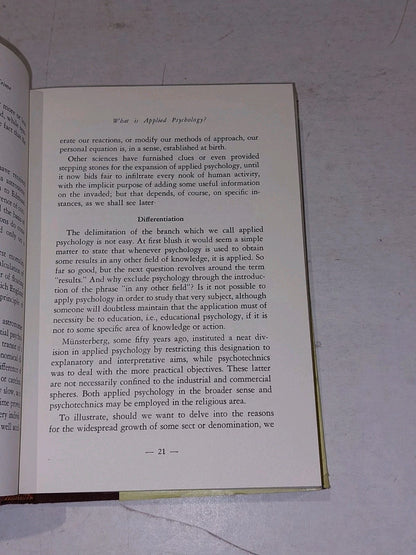 What is Applied Psychology?
erate our reactions, or modify our methods of approach, our
personal equation is, in a sense, established at birth.
Other sciences have furnished clues or even provided
stepping stones for the expansion of applied psychology, until
it now bids fair to infiltrate every nook of human activity,
with the implicit purpose of adding some useful information
on the invaded; but that depends, of course, on specific in-
stances, as we shall see later
Differentiation
The delimitation of the branch which we call applied
psychology is not easy. At first blush it would seem a simple
matter to state that whenever psychology is used to obtain
some results in any other field of knowledge, it is applied. So
far so good, but the next question revolves around the term
"results." And why exclude psychology through the introduc-
tion of the phrase "in any other field"? Is it not possible to
apply psychology in order to study that very subject, although
someone will doubtless maintain that the application must of
necessity be to education, i.e., educational psychology, if it is
not to some specific area of knowledge or action.
Münsterberg, some fifty years ago, instituted a neat di-
vision in applied psychology by restricting this designation to
explanatory and interpretative aims, while psychotechnics
was to deal with the more practical objectives. These latter
are not necessarily confined to the industrial and commercial
spheres. Both applied psychology in the broader sense and
psychotechnics may be employed in the religious area.
To illustrate, should we want to delve into the reasons
for the widespread growth of some sect or denomination, we
— 21 —